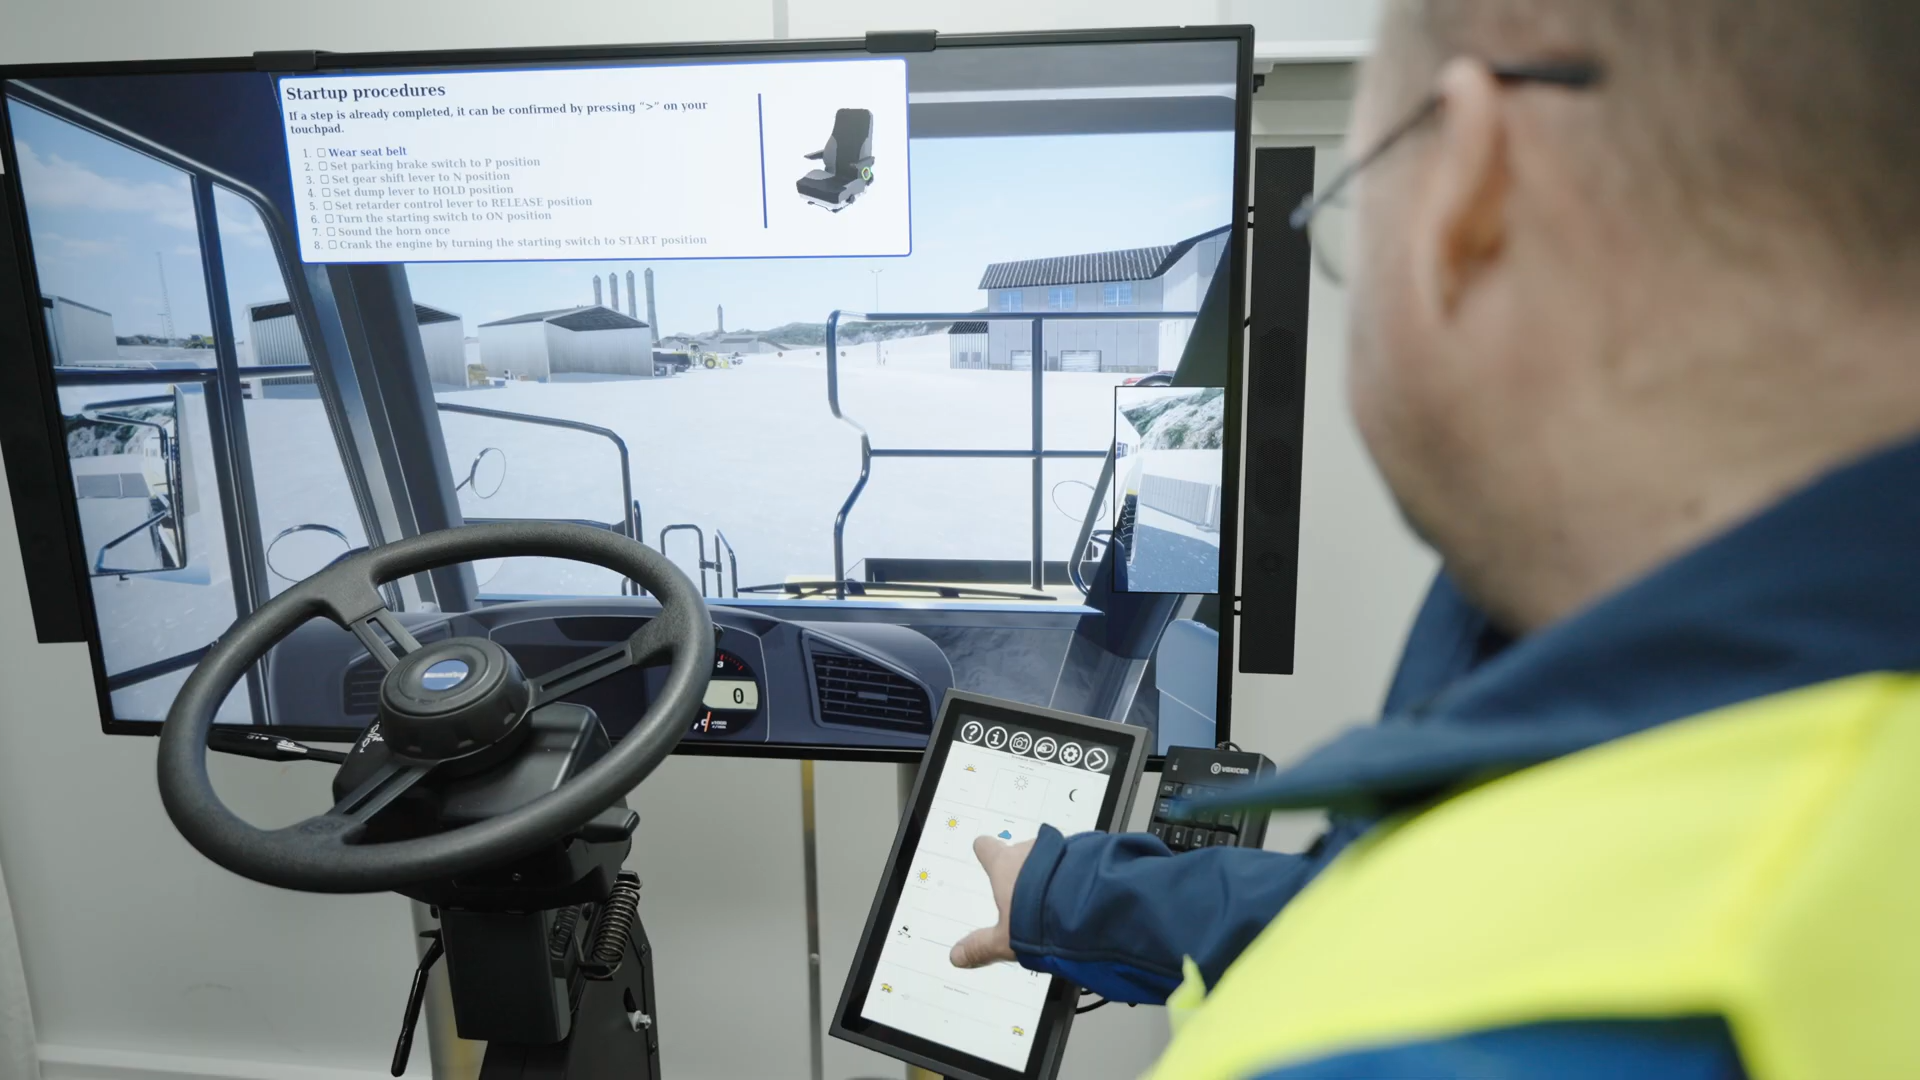 Startup procedures
If a step is already completed, it can be confirmed by pressing ">" on your
touchpad.
1. Wear seat belt
2. Set parking brake switch to P position
3. Set gear shift lever to N position
4. Set dump lever to HOLD position
5. Set retarder control lever to RELEASE position
6. Turn the starting switch to ON position
7. Sound the horn once
8. Crank the engine by turning the starting switch to START position
3
0
? i >
VOXICON